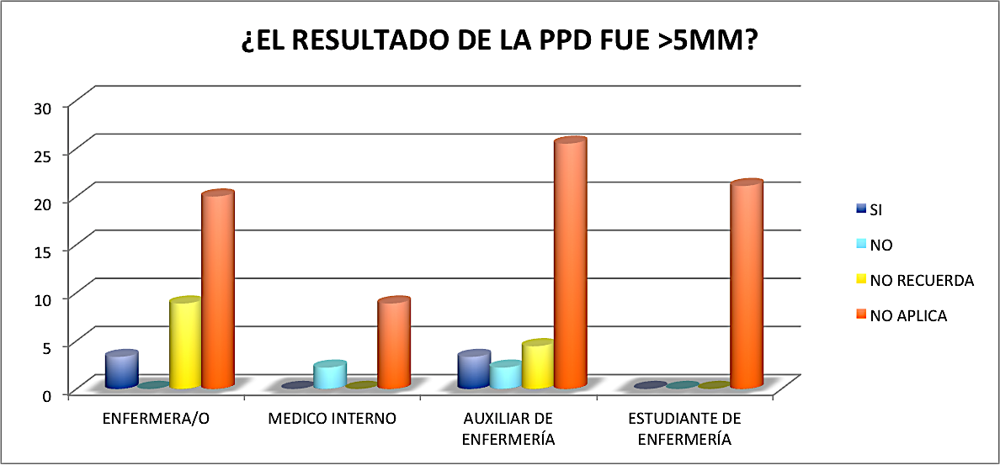 ¿EL RESULTADO DE LA PPD FUE >5MM?
30
25
20
15
10
5
0
ENFERMERA/O
MEDICO INTERNO
AUXILIAR DE
ENFERMERÍA
ESTUDIANTE DE
ENFERMERÍA
SI
NO
NO RECUERDA
NO APLICA